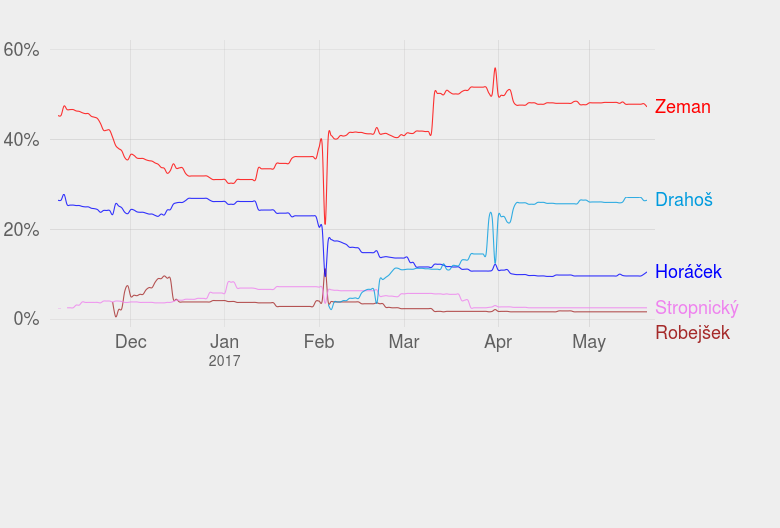 60%
Zeman
40%
Drahoš
20%
Horáček
Stropnický
0%
Robejšek
Dec Jan Feb Mar Apr May
2017